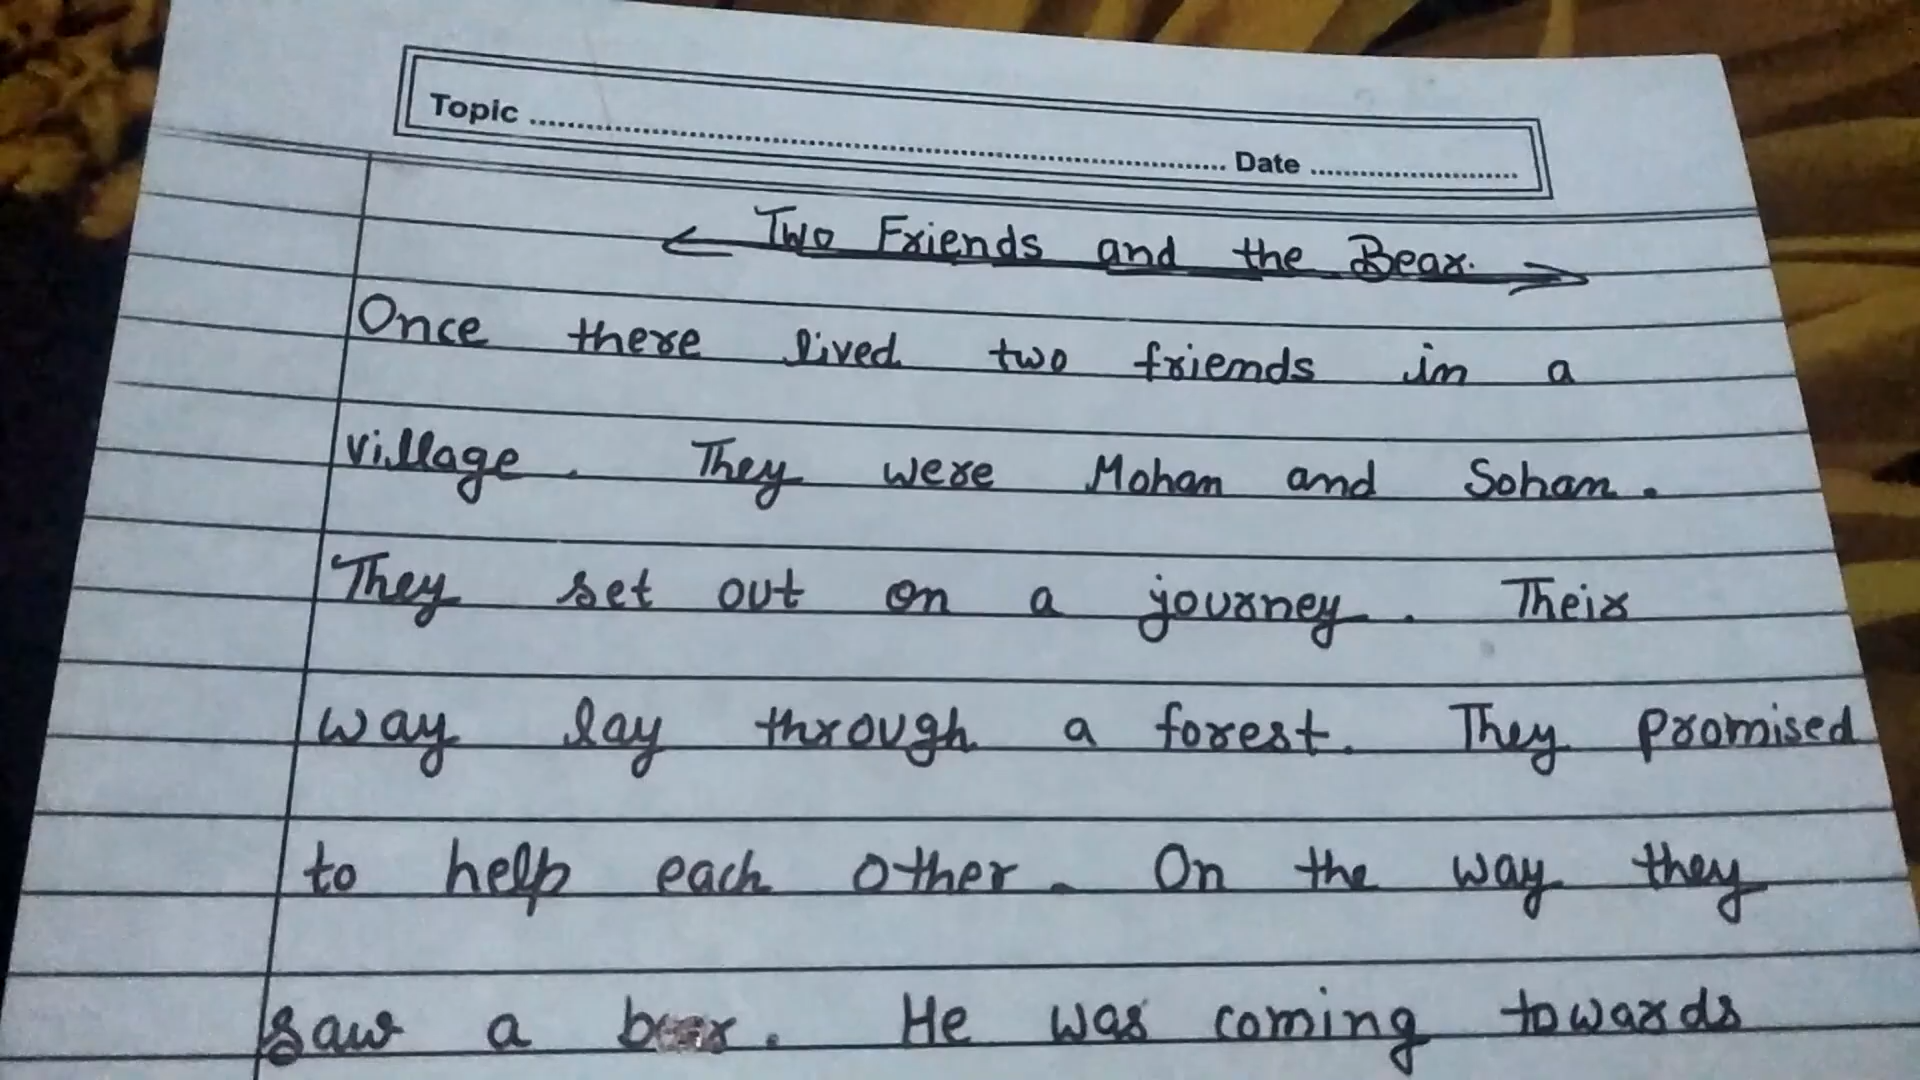 Topic ........................................ Date ....................
Two Friends and the Bear.
Once there lived two friends in a
village. They were Mohan and Sohan.
They set out on a journey. Their
way lay through a forest. They promised
to help each other. On the way they
saw a bear. He was coming towards